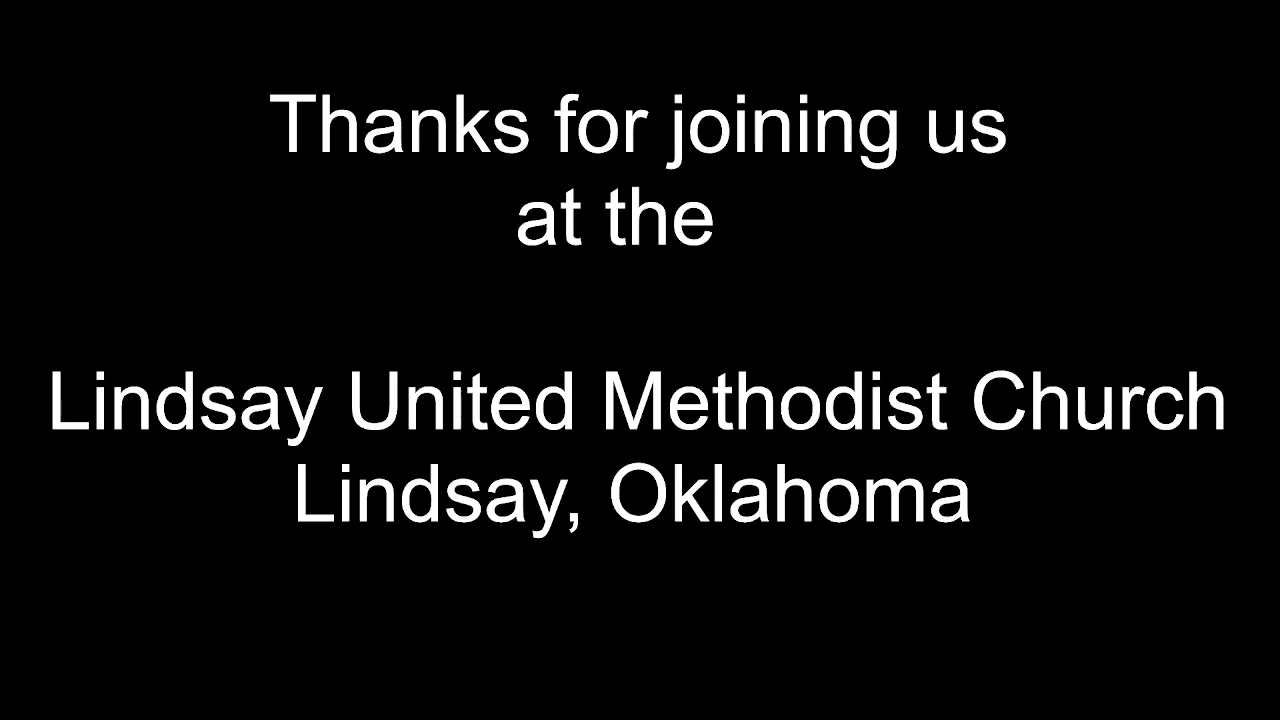 Thanks for joining us
at the
Lindsay United Methodist Church
Lindsay, Oklahoma